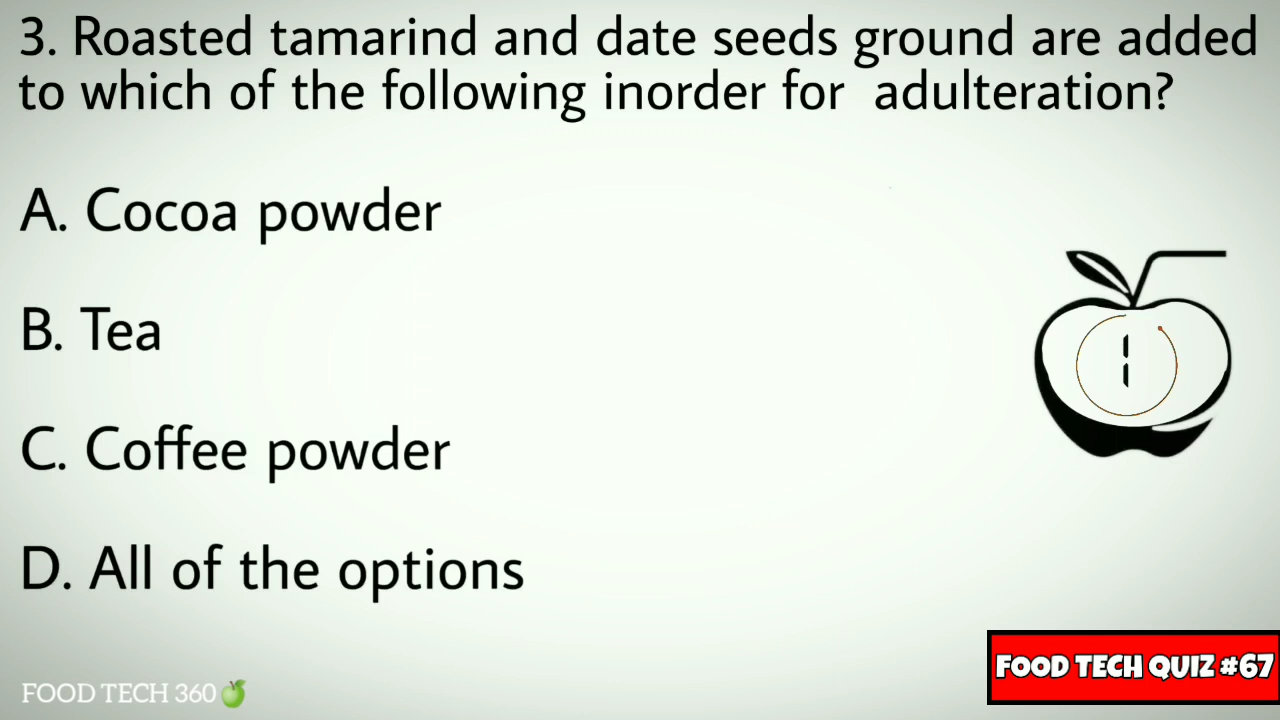 3. Roasted tamarind and date seeds ground are added
to which of the following inorder for adulteration?
A. Cocoa powder
B. Tea
1
C. Coffee powder
D. All of the options
FOOD TECH QUIZ #67
FOOD TECH 360